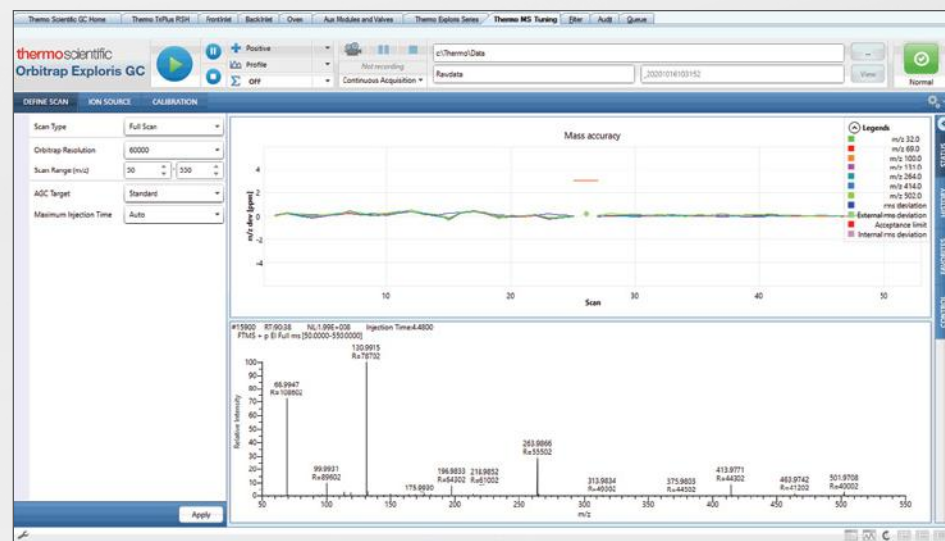 Thermo Scientific GC Home Thermo TriPlus RSH FrontInlet BackInlet Oven Aux Modules and Valves Thermo Exploris Series Thermo MS Tuning Filter Audit Queue
thermoscientific
Orbitrap Exploris GC
Positive
Profile
OFF
Not recording
Continuous Acquisition
c:\Thermo\Data
Rawdata
_20201016103152
...
View
Normal
DEFINE SCAN ION SOURCE CALIBRATION
Scan Type Full Scan
Orbitrap Resolution 60000
Scan Range (m/z) 50 - 550
AGC Target Standard
Maximum Injection Time Auto
Apply
Mass accuracy
m/z dev [ppm]
4
2
0
-2
-4
10 20 30 40 50
Scan
Legends
m/z 32.0
m/z 69.0
m/z 100.0
m/z 131.0
m/z 264.0
m/z 414.0
m/z 502.0
rms deviation
External rms deviation
Acceptance limit
Internal rms deviation
STATUS
HISTORY
FAVORITES
CONTROL
#15900 RT:90.38 NL:1.99E+008 Injection Time:4.4800
FTMS + p EI Full ms [50.0000-550.0000]
Relative Intensity
100
90
80
70
60
50
40
30
20
10
0
68.9947
R=108602
99.9931
R=89602
130.9915
R=78702
175.9930
196.9833
R=64302
218.9852
R=61002
263.9866
R=55502
313.9834
375.9803
R=44502
413.9771
R=44302
463.9742
R=41202
501.9708
R=40002
50 100 150 200 250 300 350 400 450 500 550
m/z